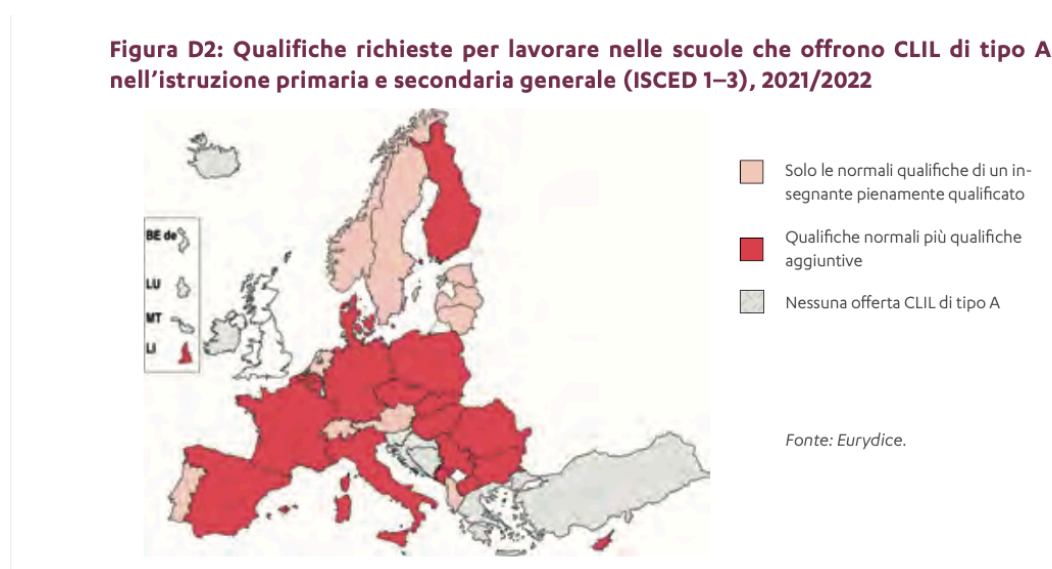 Figura D2: Qualifiche richieste per lavorare nelle scuole che offrono CLIL di tipo A
nell'istruzione primaria e secondaria generale (ISCED 1–3), 2021/2022
BE de
LU
MT
LI
Solo le normali qualifiche di un in-
segnante pienamente qualificato
Qualifiche normali più qualifiche
aggiuntive
Nessuna offerta CLIL di tipo A
Fonte: Eurydice.